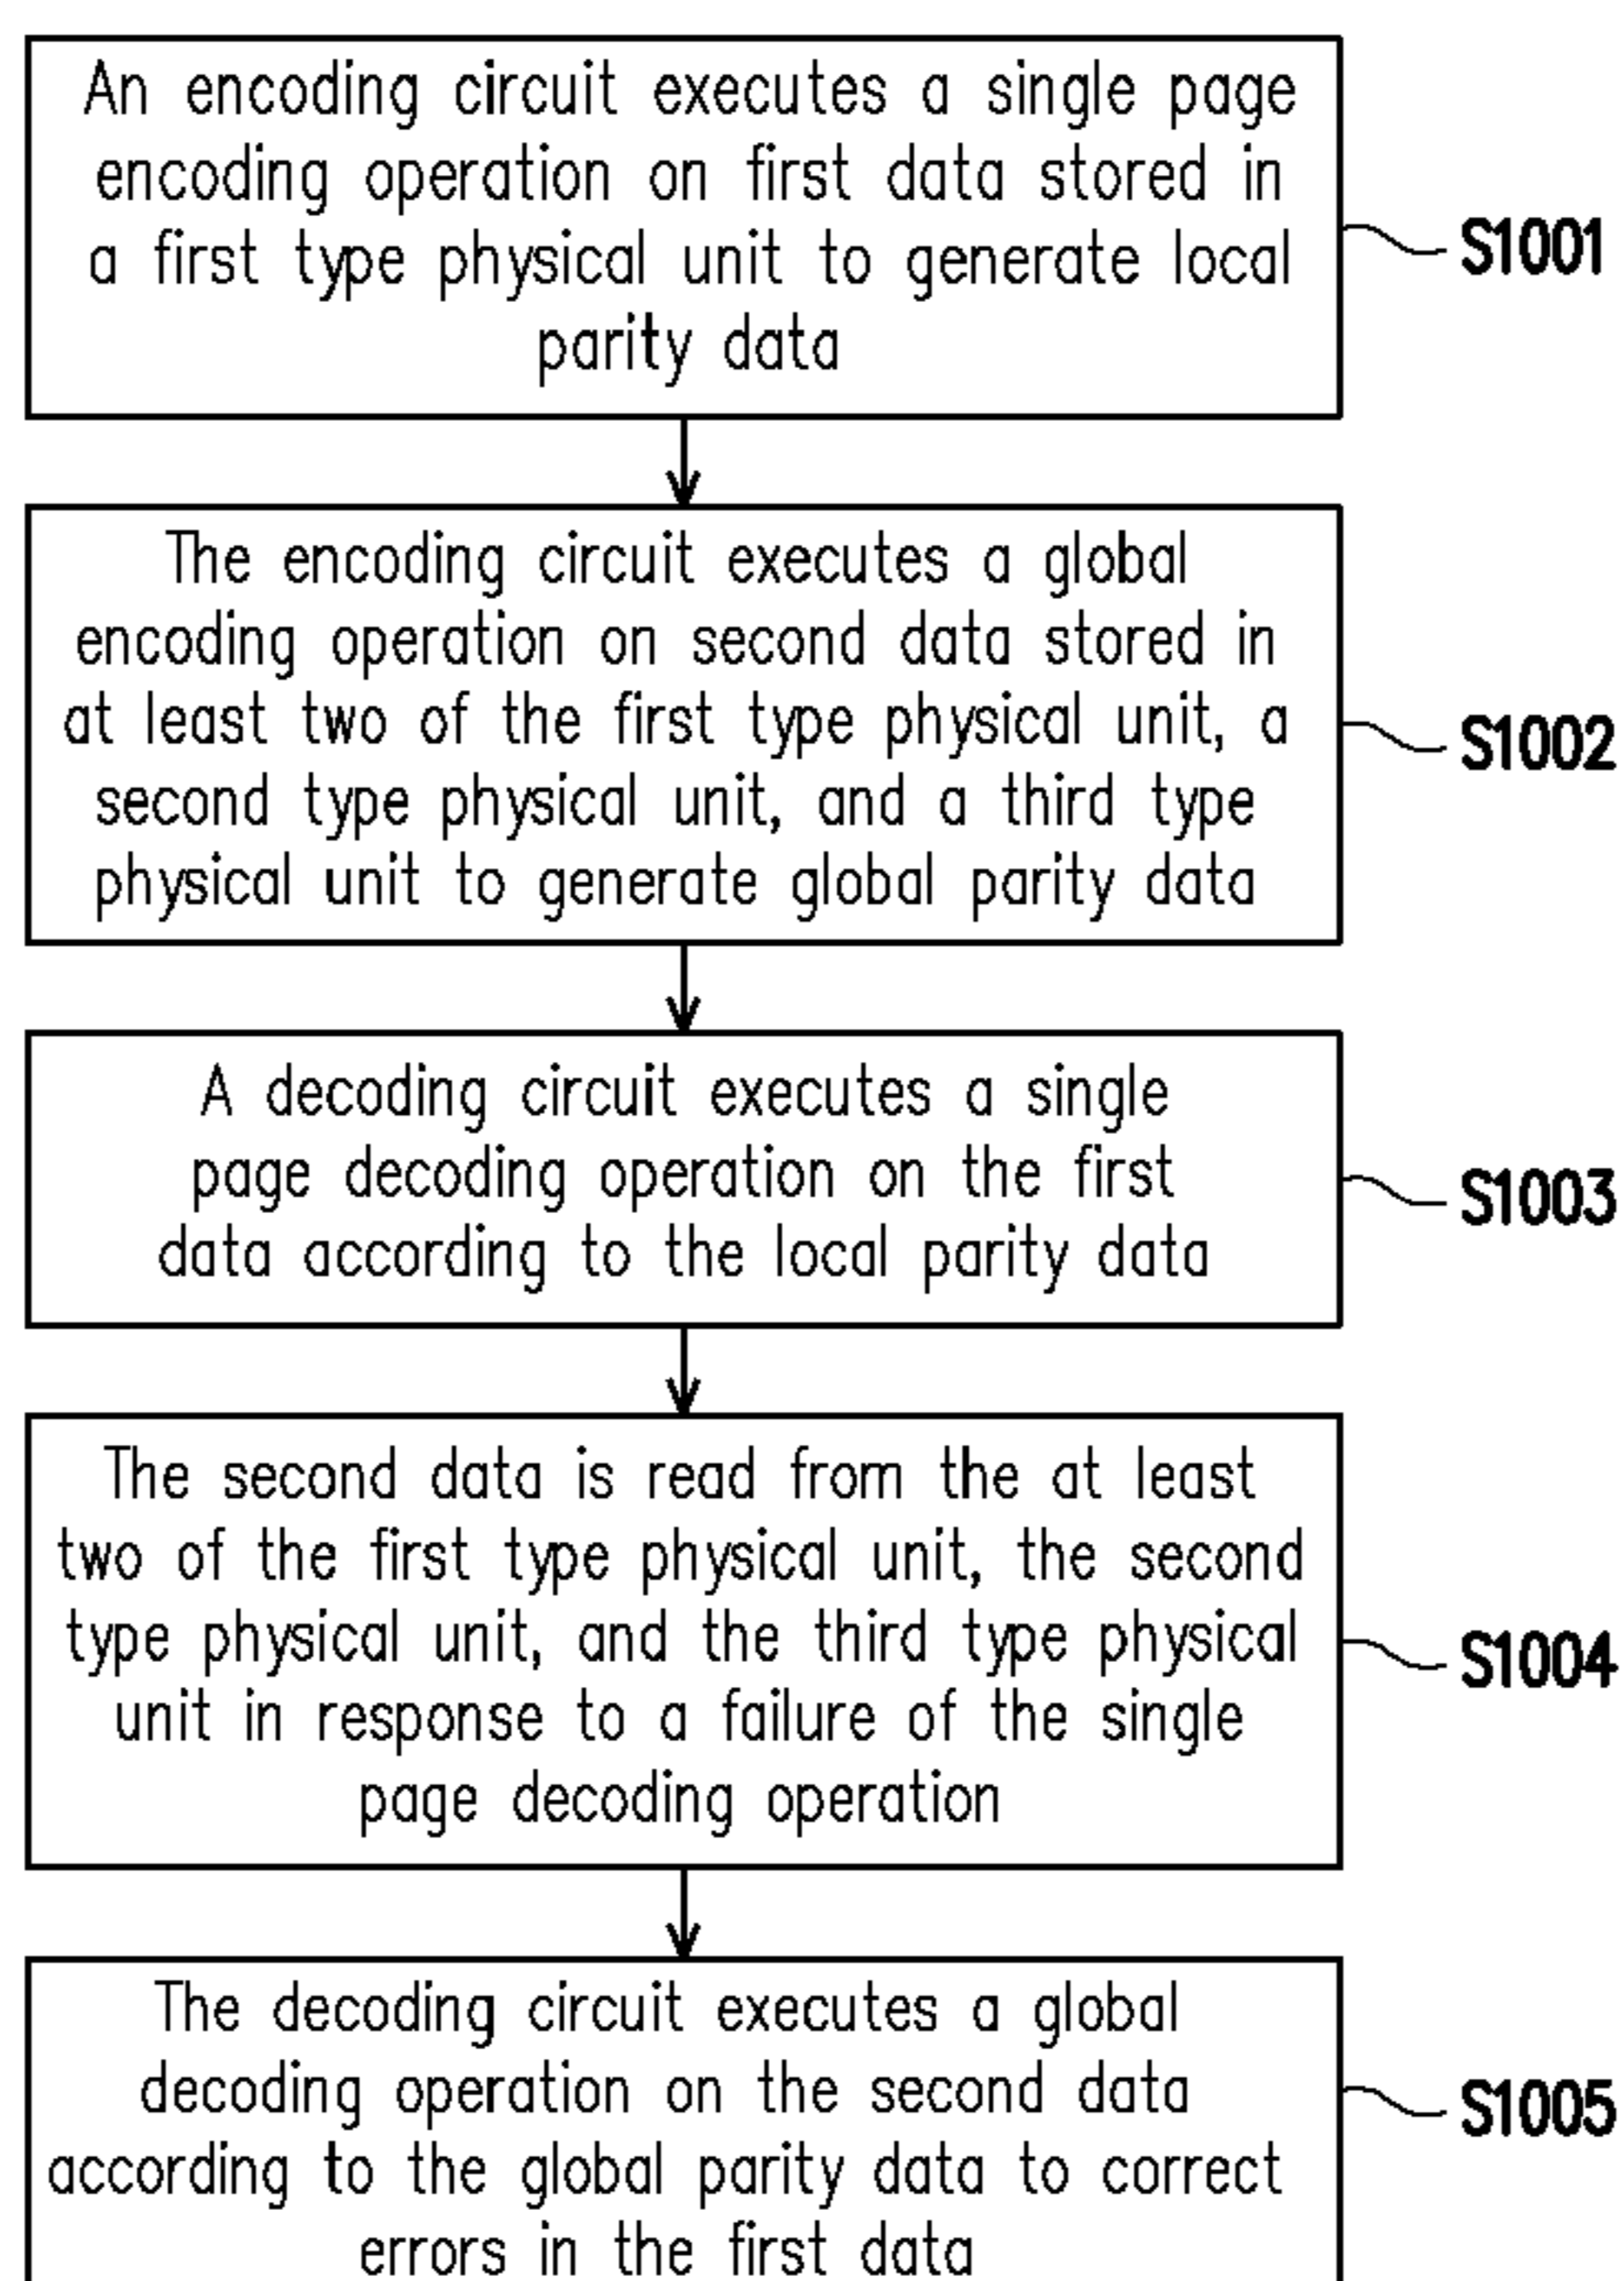 An encoding circuit executes a single page
encoding operation on first data stored in
a first type physical unit to generate local
parity data
S1001
The encoding circuit executes a global
encoding operation on second data stored in
at least two of the first type physical unit, a
second type physical unit, and a third type
physical unit to generate global parity data
S1002
A decoding circuit executes a single
page decoding operation on the first
data according to the local parity data
S1003
The second data is read from the at least
two of the first type physical unit, the second
type physical unit, and the third type physical
unit in response to a failure of the single
page decoding operation
S1004
The decoding circuit executes a global
decoding operation on the second data
according to the global parity data to correct
errors in the first data
S1005